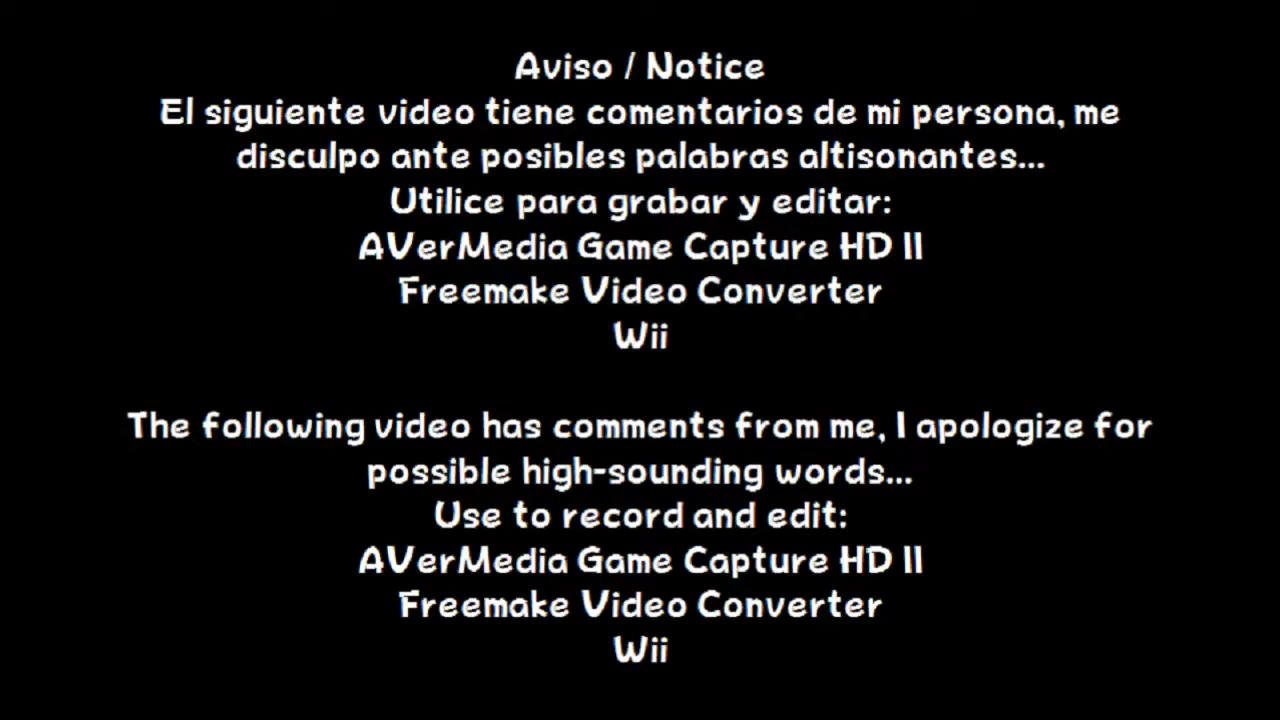 Aviso / Notice
El siguiente video tiene comentarios de mi persona, me
disculpo ante posibles palabras altisonantes...
Utilice para grabar y editar:
AVerMedia Game Capture HD II
Freemake Video Converter
Wii
The following video has comments from me, I apologize for
possible high-sounding words...
Use to record and edit:
AVerMedia Game Capture HD II
Freemake Video Converter
Wii